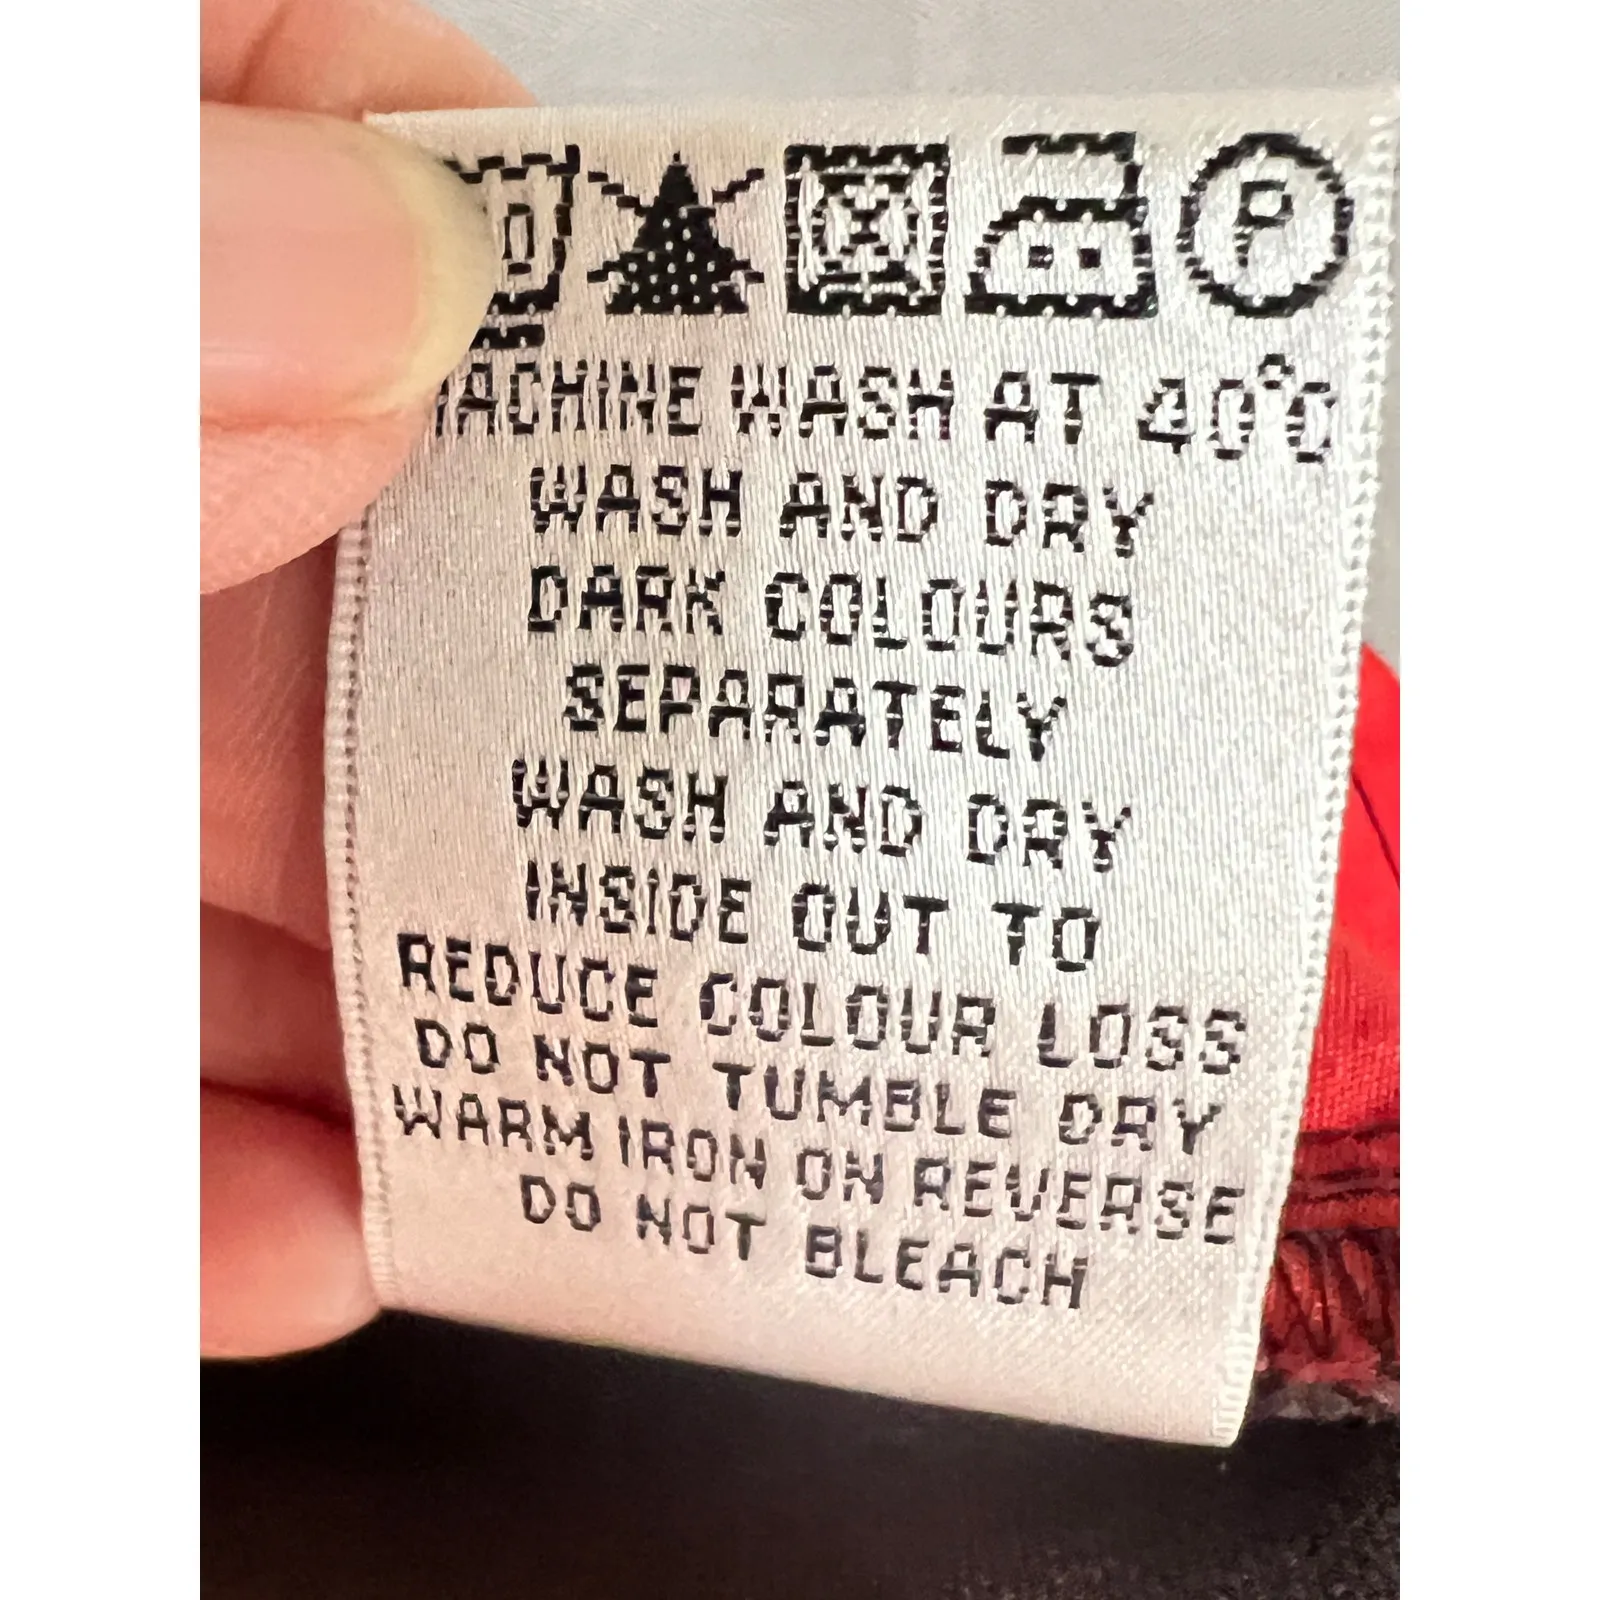 0 P
MACHINE WASH AT 40°C
WASH AND DRY
DARK COLOURS
SEPARATELY
WASH AND DRY
INSIDE OUT TO
REDUCE COLOUR LOSS
DO NOT TUMBLE DRY
WARM IRON ON REVERSE
DO NOT BLEACH